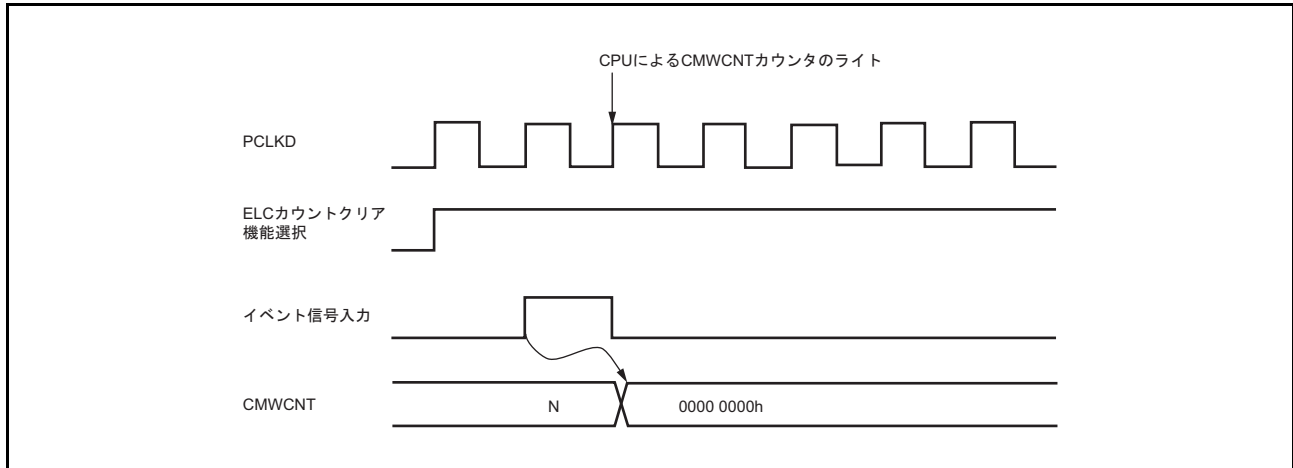 CPUによるCMWCNTカウンタのライト
PCLKD
ELCカウントクリア
機能選択
イベント信号入力
CMWCNT
N
0000 0000h